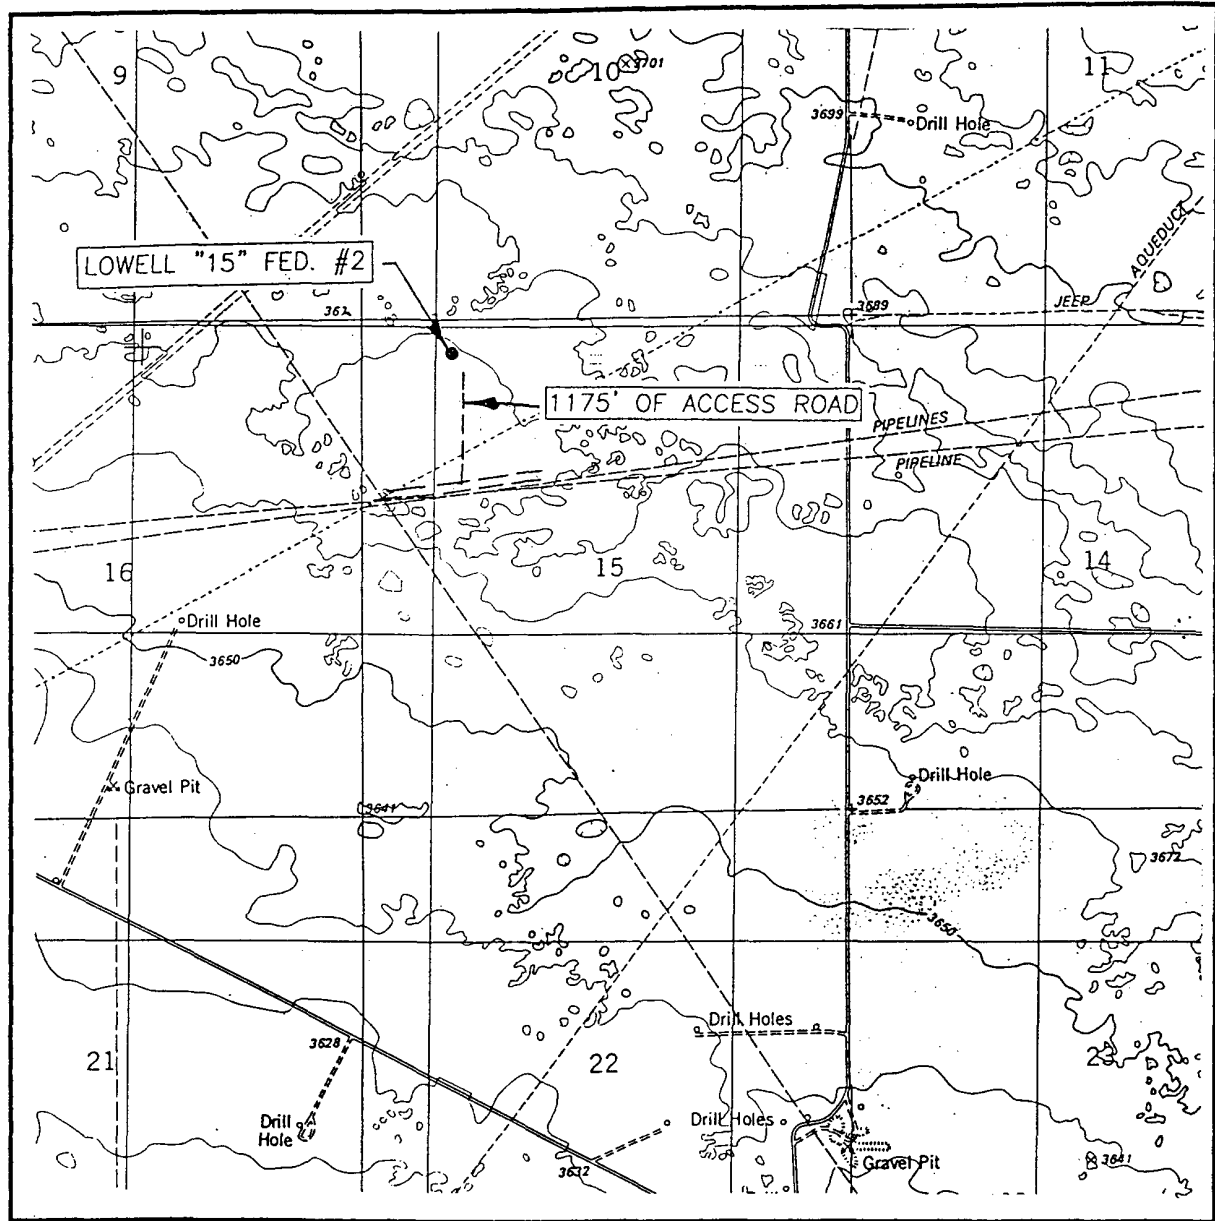 9
10
3701
11
3699
Drill Hole
AQUEDUCT
LOWELL "15" FED. #2
362
3689
JEEP
1175' OF ACCESS ROAD
PIPELINES
PIPELINE
16
15
14
Drill Hole
3661
3650
Gravel Pit
Drill Hole
3641
3652
3672
3650
Drill Holes
3628
21
22
23
Drill Hole
Drill Holes
3632
Gravel Pit
3641